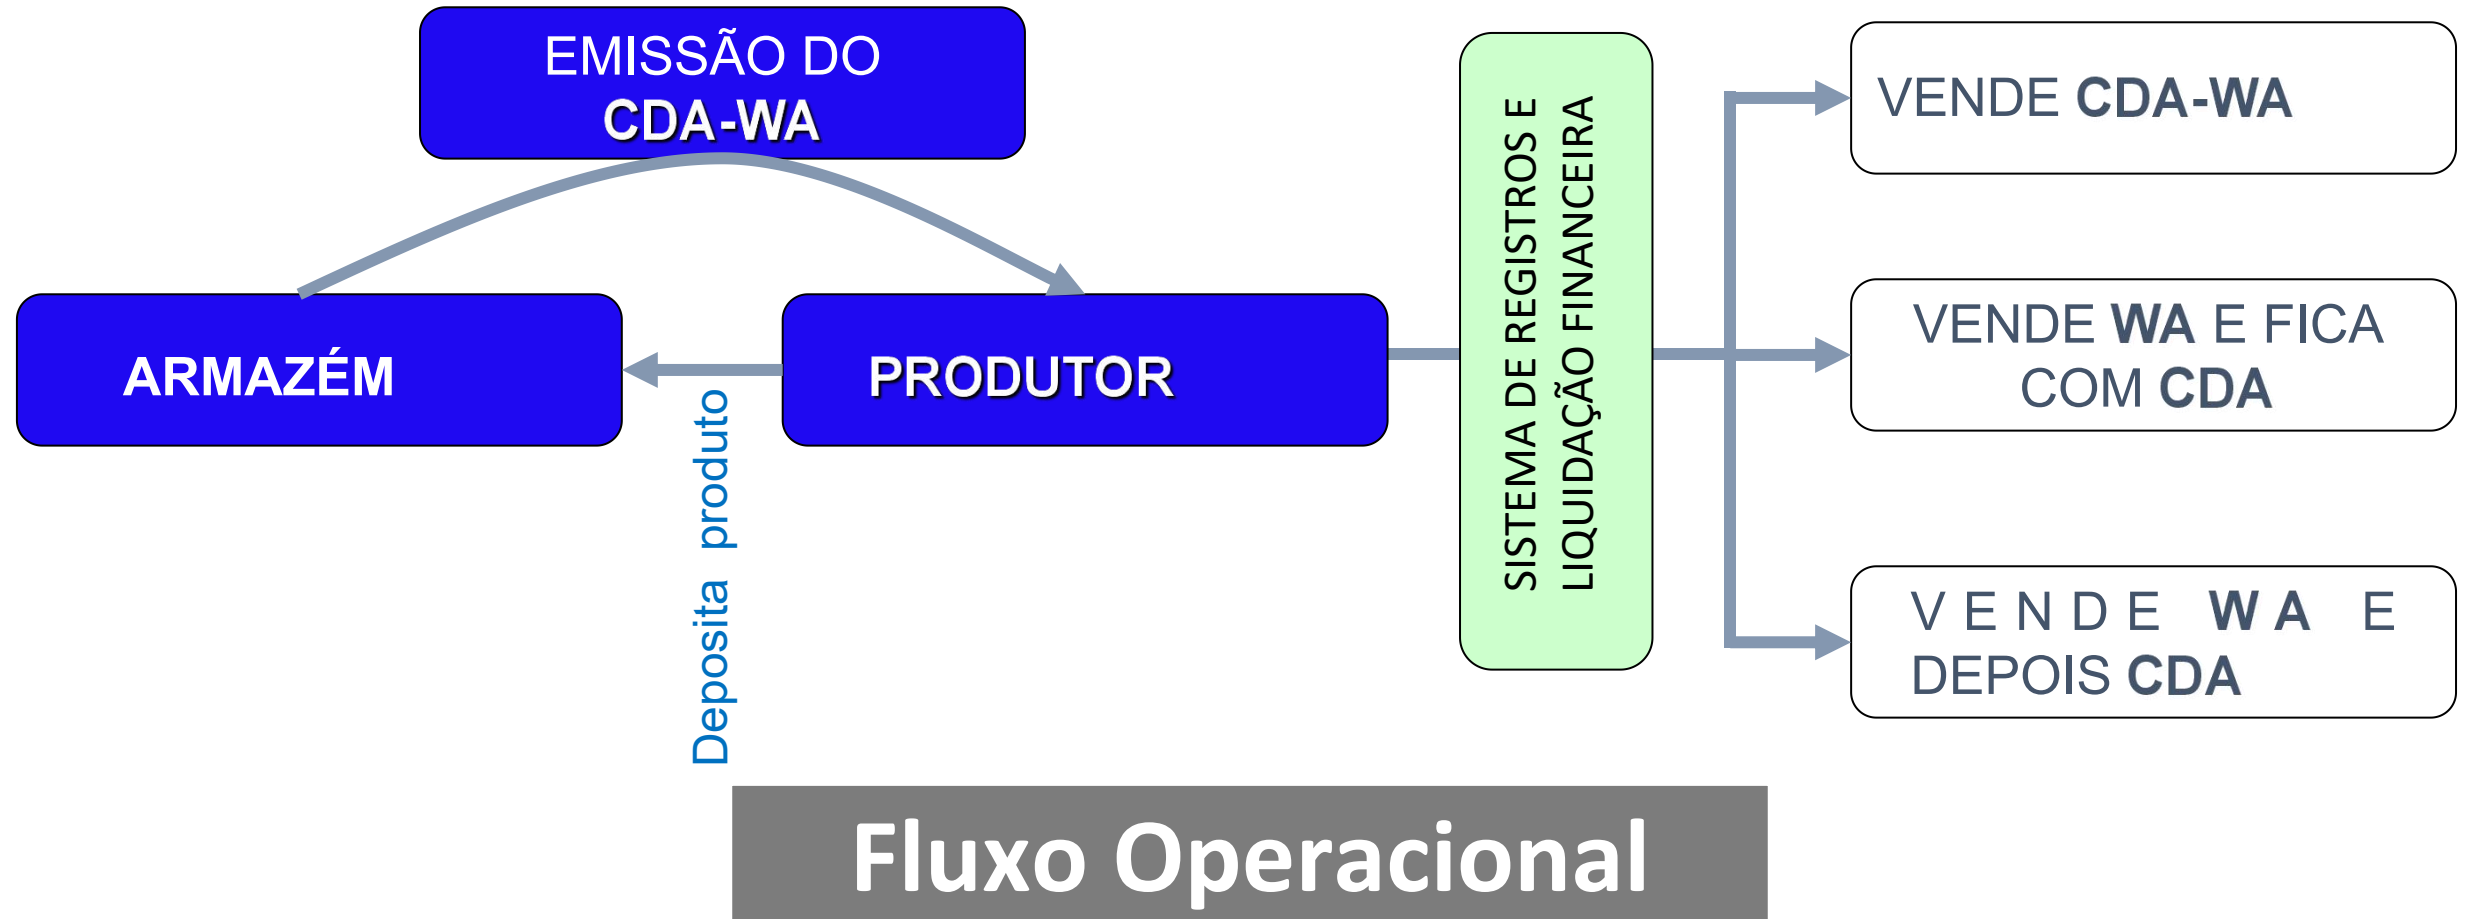 EMISSÃO DO
CDA-WA
ARMAZÉM
PRODUTOR
Deposita produto
SISTEMA DE REGISTROS E
LIQUIDAÇÃO FINANCEIRA
VENDE CDA-WA
VENDE WA E FICA
COM CDA
VENDE WA E
DEPOIS CDA
Fluxo Operacional